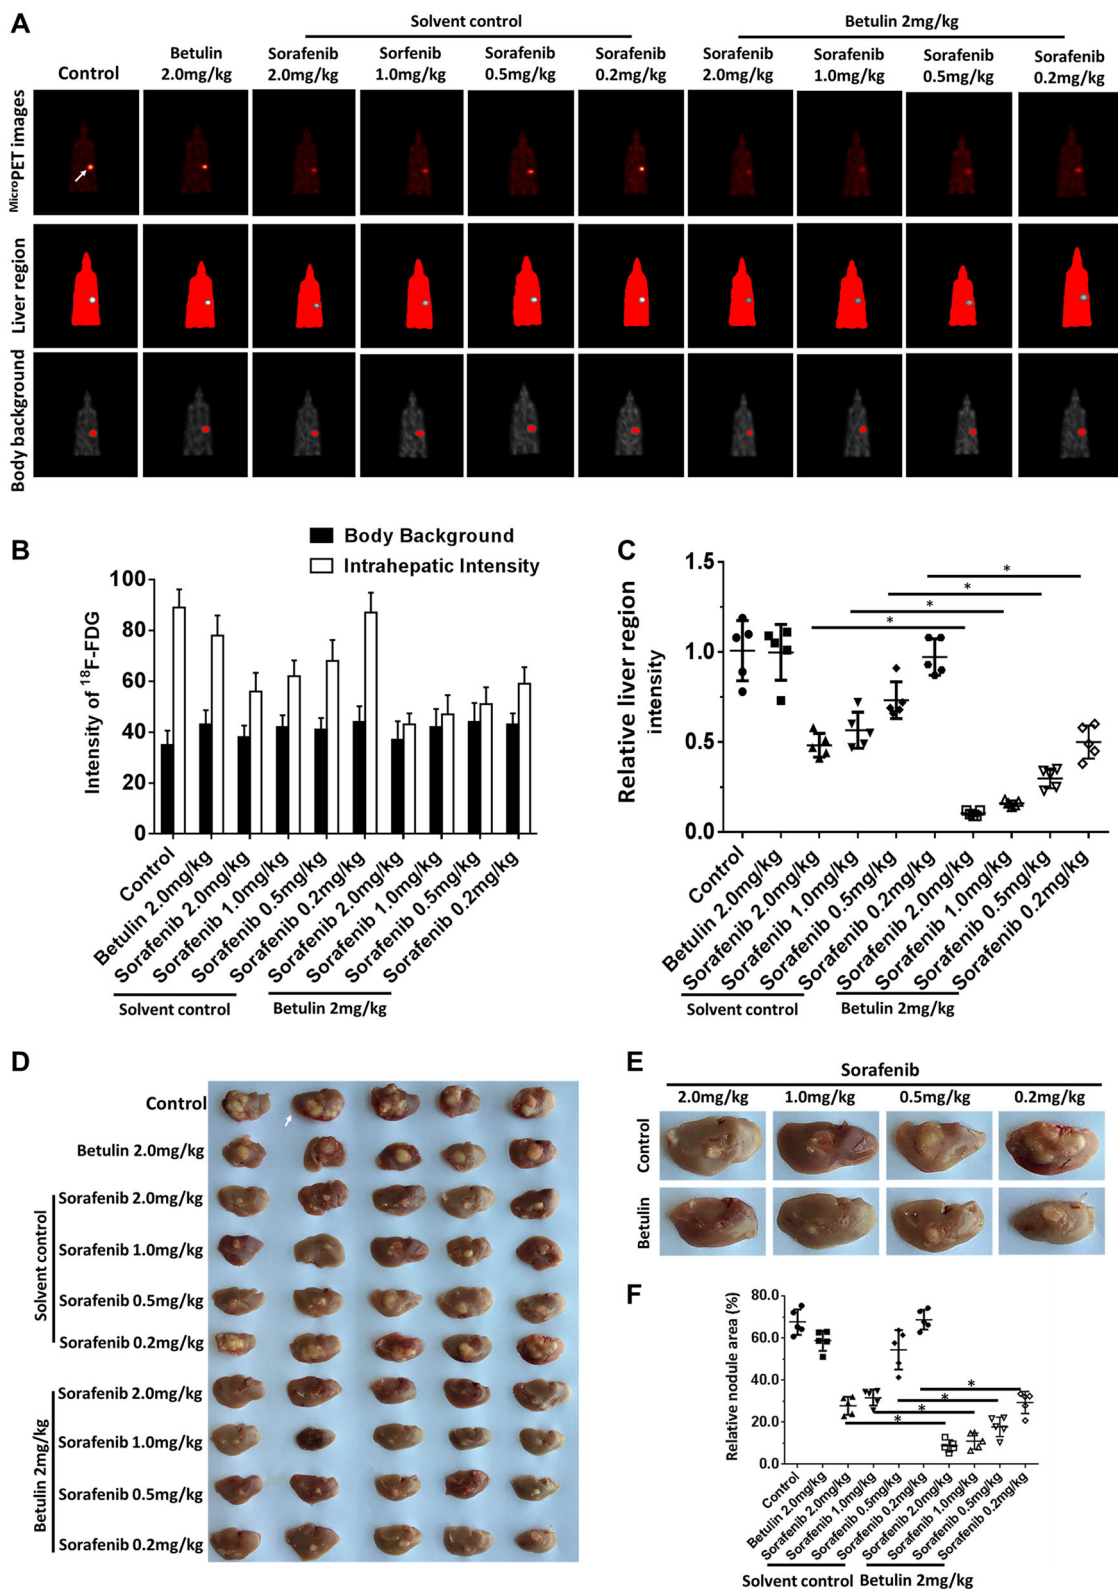 A
Solvent control
Betulin 2mg/kg
Control
Betulin
2.0mg/kg
Sorafenib
2.0mg/kg
Sorfenib
1.0mg/kg
Sorafenib
0.5mg/kg
Sorafenib
0.2mg/kg
Sorafenib
2.0mg/kg
Sorafenib
1.0mg/kg
Sorafenib
0.5mg/kg
Sorafenib
0.2mg/kg
MicroPET images
Liver region
Body background
B
Body Background
Intrahepatic Intensity
Intensity of 18F-FDG
100
80
60
40
20
0
Control
Betulin 2.0mg/kg
Sorafenib 2.0mg/kg
Sorafenib 1.0mg/kg
Sorafenib 0.5mg/kg
Sorafenib 0.2mg/kg
Sorafenib 2.0mg/kg
Sorafenib 1.0mg/kg
Sorafenib 0.5mg/kg
Sorafenib 0.2mg/kg
Solvent control
Betulin 2mg/kg
C
Relative liver region
intensity
1.5
1.0
0.5
0.0
*
*
*
*
Control
Betulin 2.0mg/kg
Sorafenib 2.0mg/kg
Sorafenib 1.0mg/kg
Sorafenib 0.5mg/kg
Sorafenib 0.2mg/kg
Sorafenib 2.0mg/kg
Sorafenib 1.0mg/kg
Sorafenib 0.5mg/kg
Sorafenib 0.2mg/kg
Solvent control
Betulin 2mg/kg
D
Control
Betulin 2.0mg/kg
Solvent control
Sorafenib 2.0mg/kg
Sorafenib 1.0mg/kg
Sorafenib 0.5mg/kg
Sorafenib 0.2mg/kg
Betulin 2mg/kg
Sorafenib 2.0mg/kg
Sorafenib 1.0mg/kg
Sorafenib 0.5mg/kg
Sorafenib 0.2mg/kg
E
Sorafenib
2.0mg/kg
1.0mg/kg
0.5mg/kg
0.2mg/kg
Control
Betulin
F
Relative nodule area (%)
80.0
60.0
40.0
20.0
0.0
*
*
*
*
Control
Betulin 2.0mg/kg
Sorafenib 2.0mg/kg
Sorafenib 1.0mg/kg
Sorafenib 0.5mg/kg
Sorafenib 0.2mg/kg
Sorafenib 2.0mg/kg
Sorafenib 1.0mg/kg
Sorafenib 0.5mg/kg
Sorafenib 0.2mg/kg
Solvent control
Betulin 2mg/kg